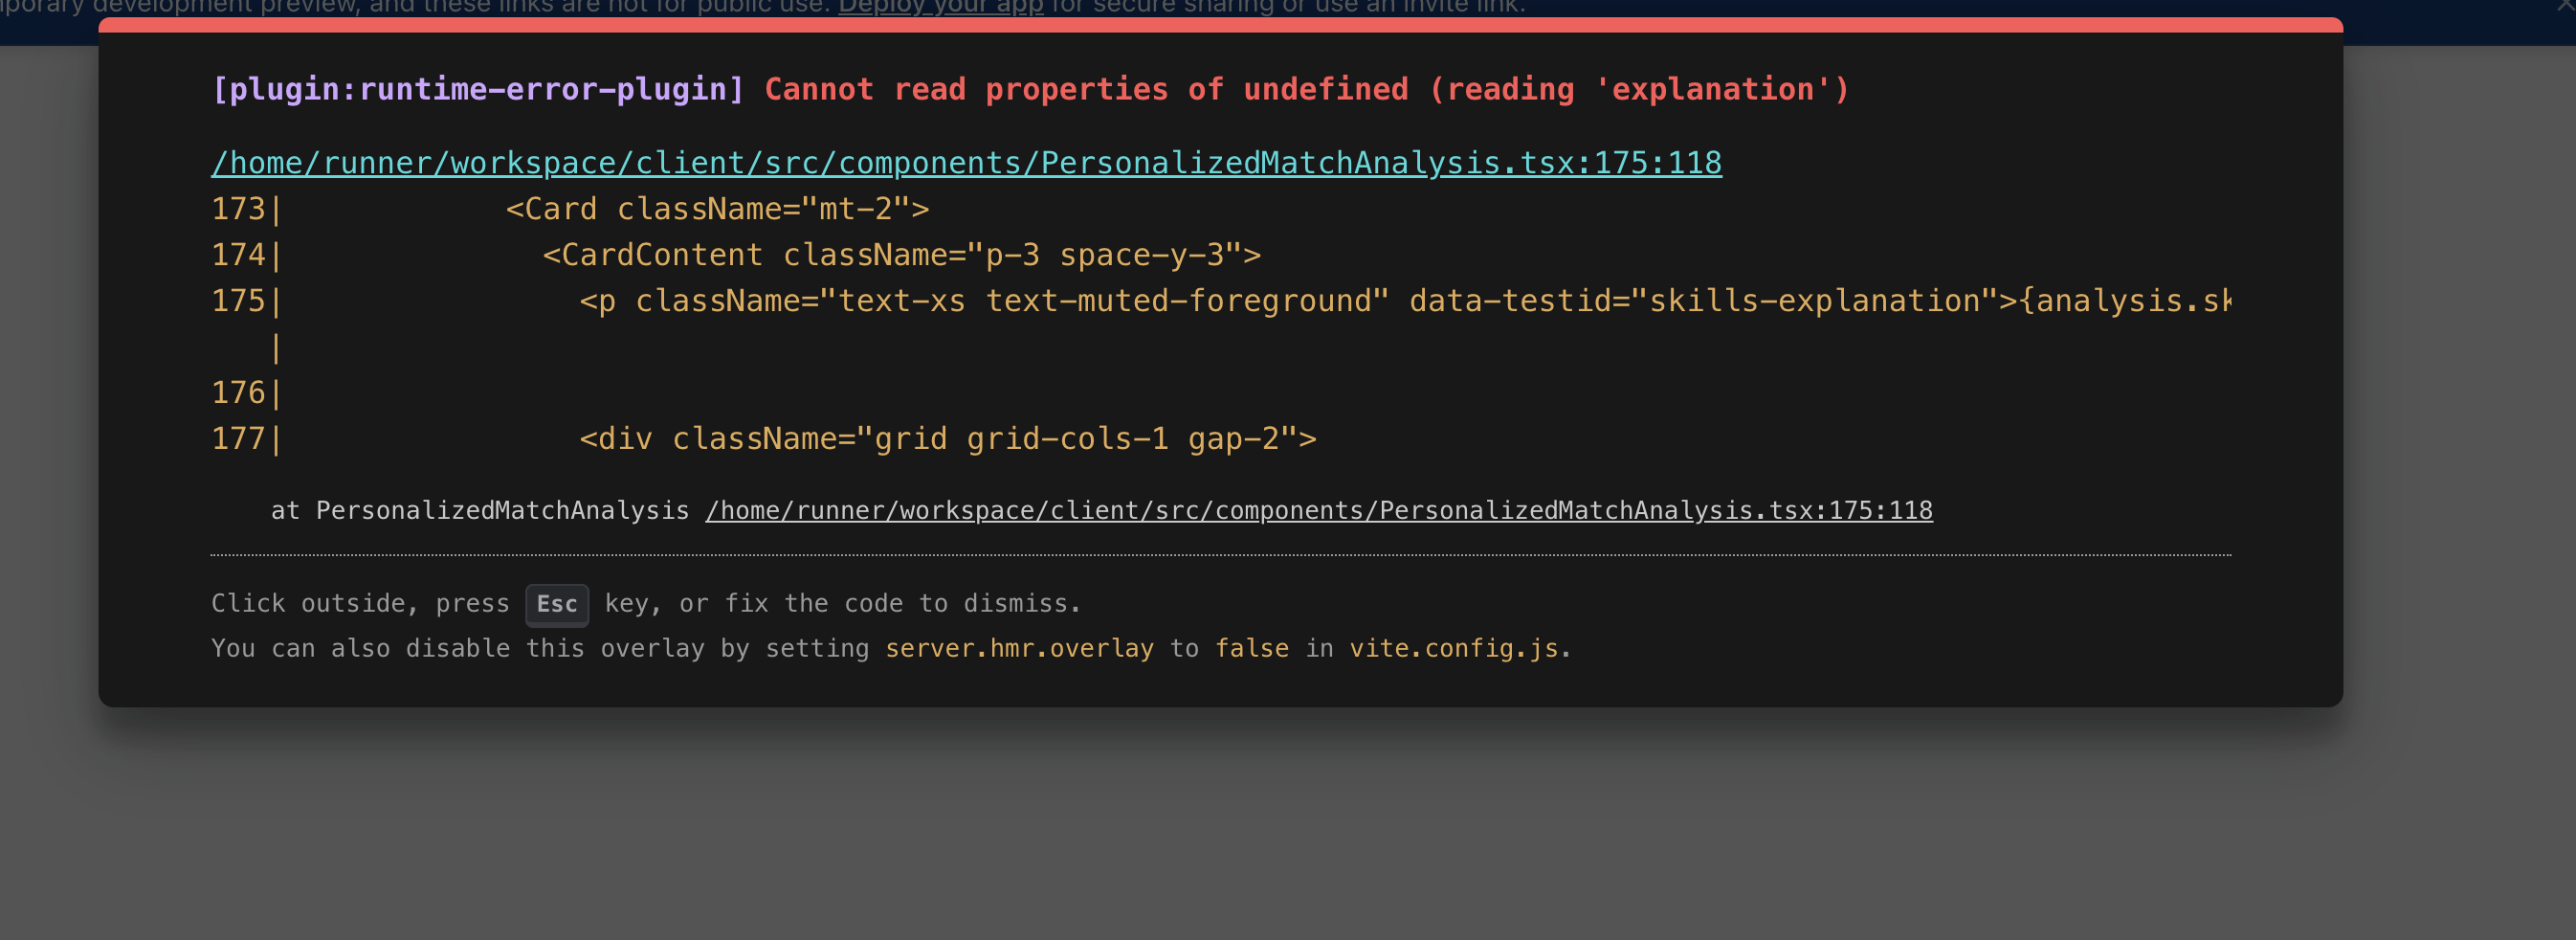 porary development preview, and these links are not for public use. Deploy your app for secure sharing or use an invite link.
[plugin:runtime-error-plugin] Cannot read properties of undefined (reading 'explanation')
/home/runner/workspace/client/src/components/PersonalizedMatchAnalysis.tsx:175:118
173|            <Card className="mt-2">
174|              <CardContent className="p-3 space-y-3">
175|                <p className="text-xs text-muted-foreground" data-testid="skills-explanation">{analysis.sk
|
176|
177|                <div className="grid grid-cols-1 gap-2">
at PersonalizedMatchAnalysis /home/runner/workspace/client/src/components/PersonalizedMatchAnalysis.tsx:175:118
Click outside, press Esc key, or fix the code to dismiss.
You can also disable this overlay by setting server.hmr.overlay to false in vite.config.js.